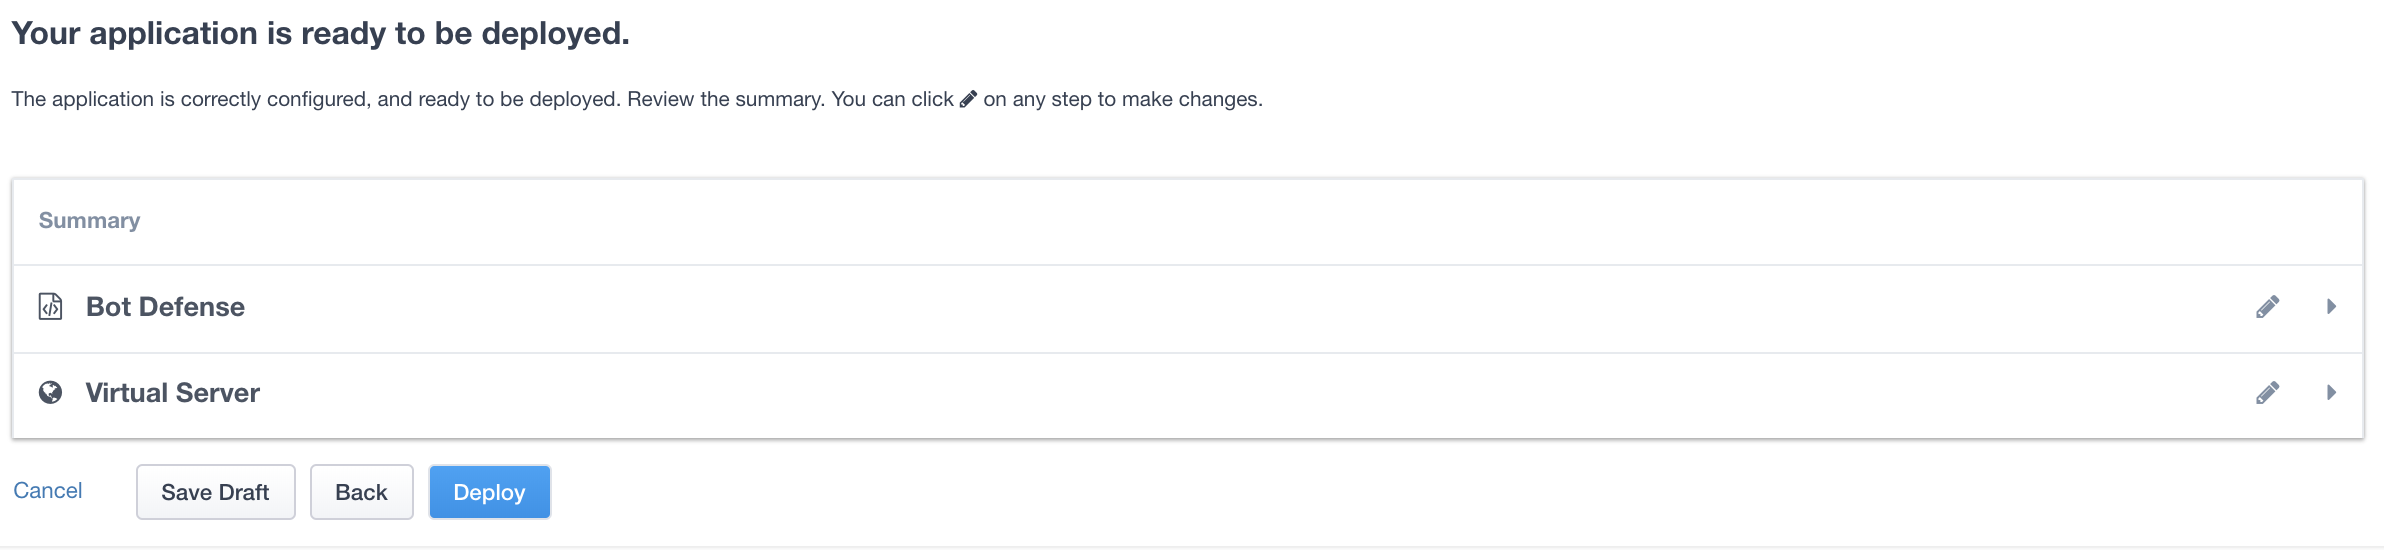 Your application is ready to be deployed.
The application is correctly configured, and ready to be deployed. Review the summary. You can click on any step to make changes.
Summary
Bot Defense
Virtual Server
Cancel Save Draft Back Deploy